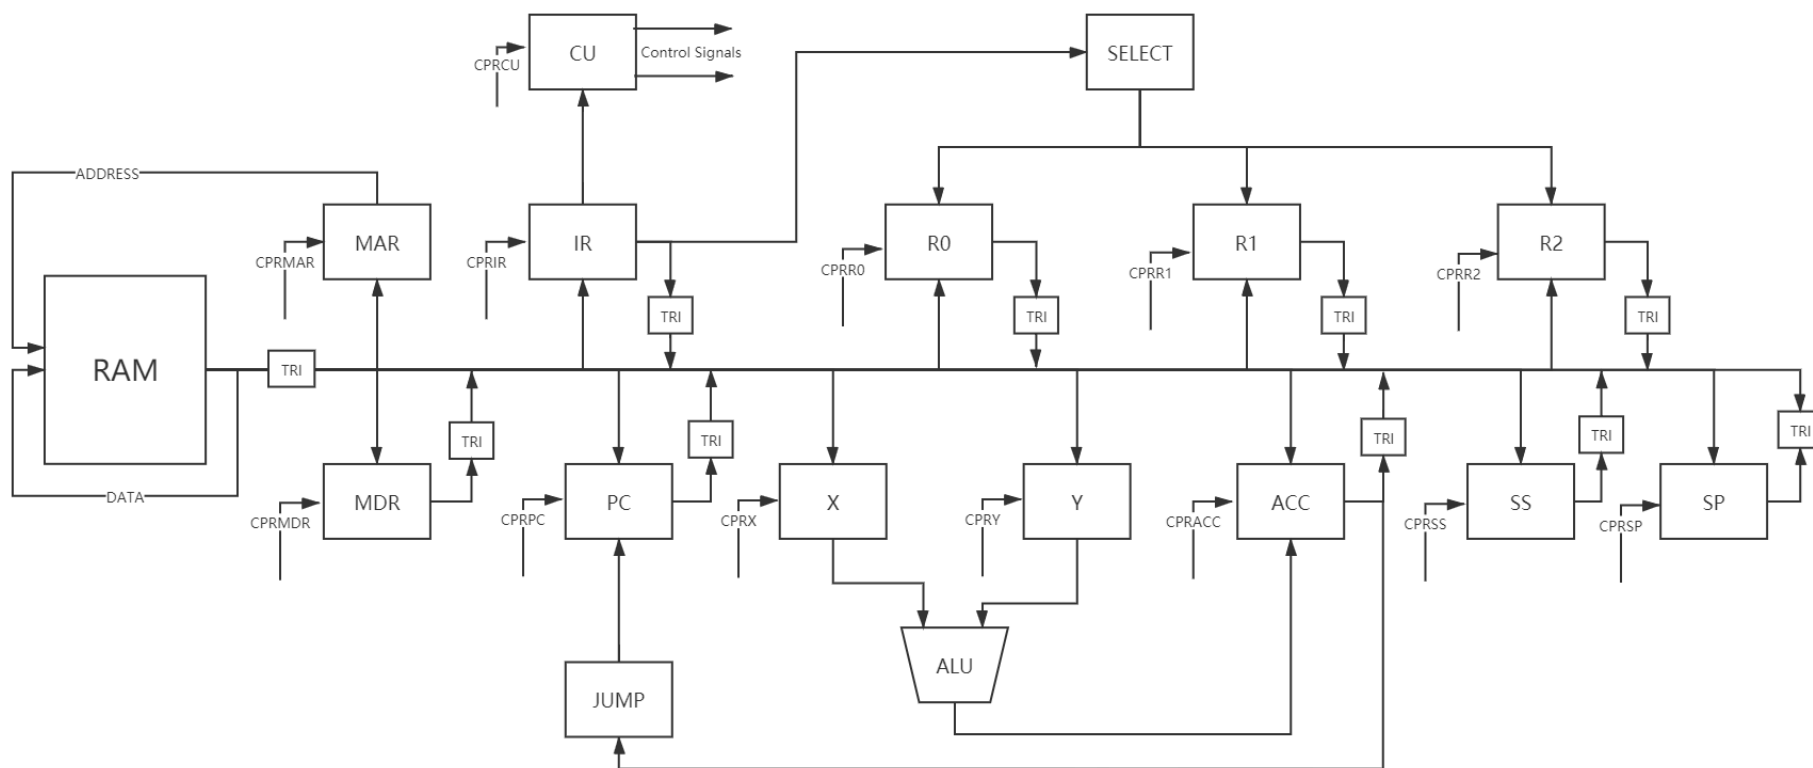 CU
Control Signals
SELECT
CPRCU
ADDRESS
MAR
IR
R0
R1
R2
CPRMAR
CPRIR
CPRR0
CPRR1
CPRR2
TRI
TRI
TRI
TRI
RAM
TRI
TRI
TRI
TRI
TRI
TRI
DATA
MDR
PC
X
Y
ACC
SS
SP
CPRMDR
CPRPC
CPRX
CPRY
CPRACC
CPRSS
CPRSP
ALU
JUMP